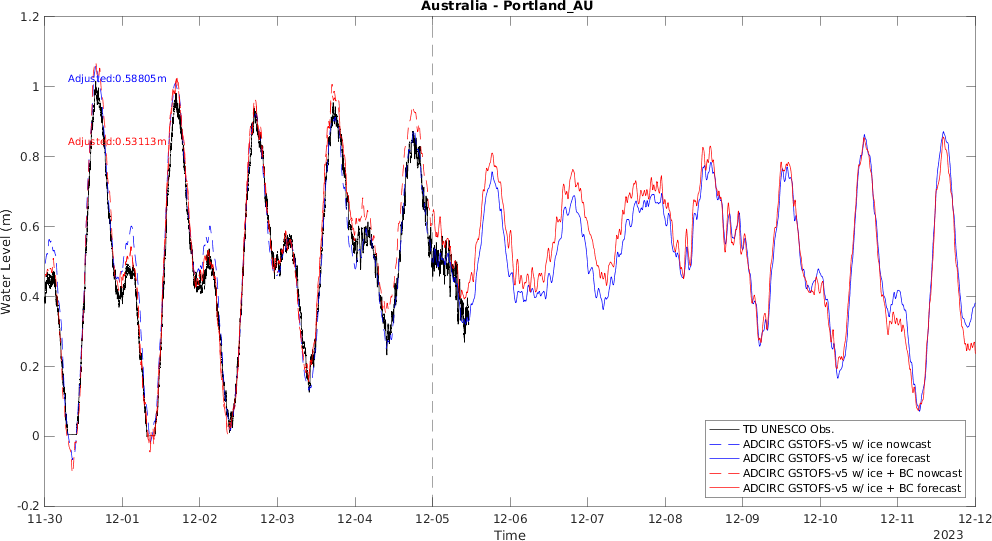 Australia - Portland_AU
Water Level (m)
1.2
1
0.8
0.6
0.4
0.2
0
-0.2
Adjusted:0.58805m
Adjusted:0.53113m
TD UNESCO Obs.
ADCIRC GSTOFS-v5 w/ ice nowcast
ADCIRC GSTOFS-v5 w/ ice forecast
ADCIRC GSTOFS-v5 w/ ice + BC nowcast
ADCIRC GSTOFS-v5 w/ ice + BC forecast
11-30 12-01 12-02 12-03 12-04 12-05 12-06 12-07 12-08 12-09 12-10 12-11 12-12
Time
2023